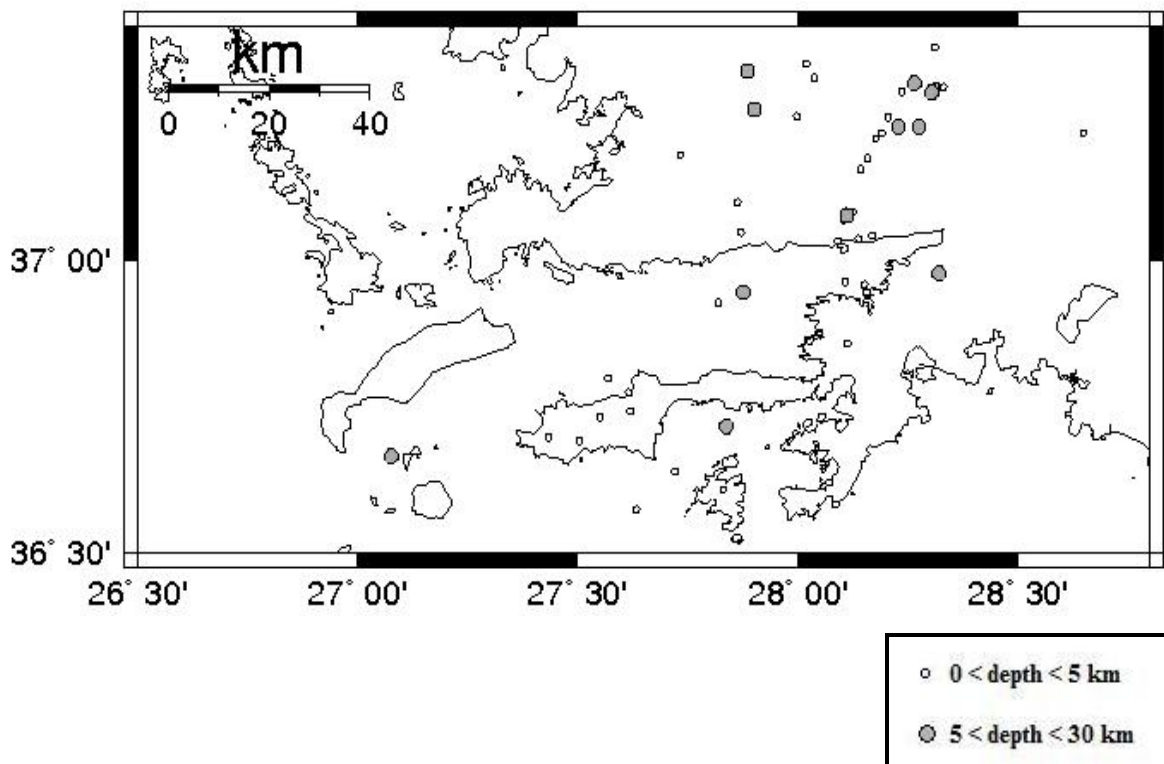 km
0 20 40
37° 00'
36° 30'
26° 30' 27° 00' 27° 30' 28° 00' 28° 30'
0 < depth < 5 km
5 < depth < 30 km